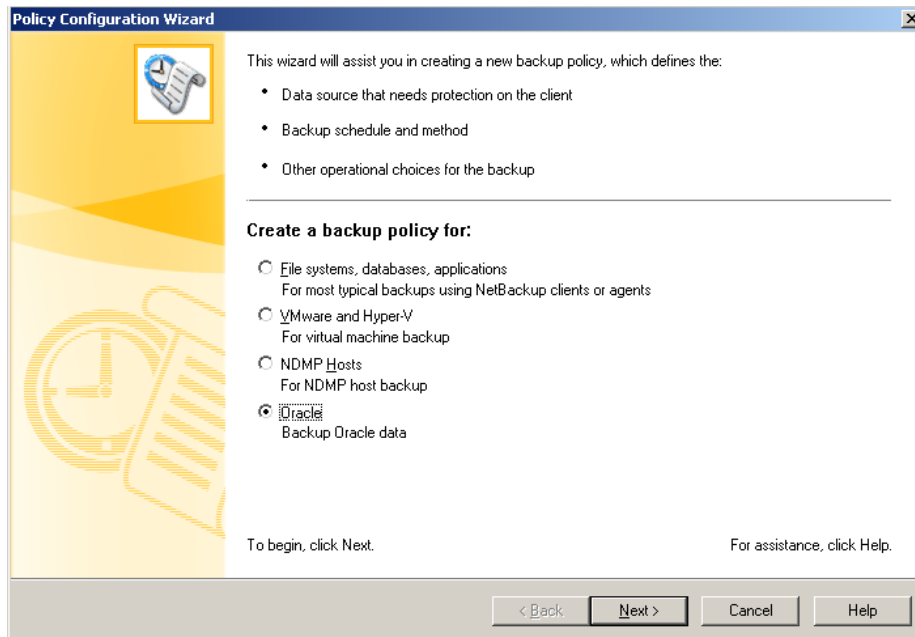 Policy Configuration Wizard
This wizard will assist you in creating a new backup policy, which defines the:
• Data source that needs protection on the client
• Backup schedule and method
• Other operational choices for the backup
Create a backup policy for:
File systems, databases, applications
For most typical backups using NetBackup clients or agents
VMware and Hyper-V
For virtual machine backup
NDMP Hosts
For NDMP host backup
Oracle
Backup Oracle data
To begin, click Next.
For assistance, click Help.
< Back
Next >
Cancel
Help